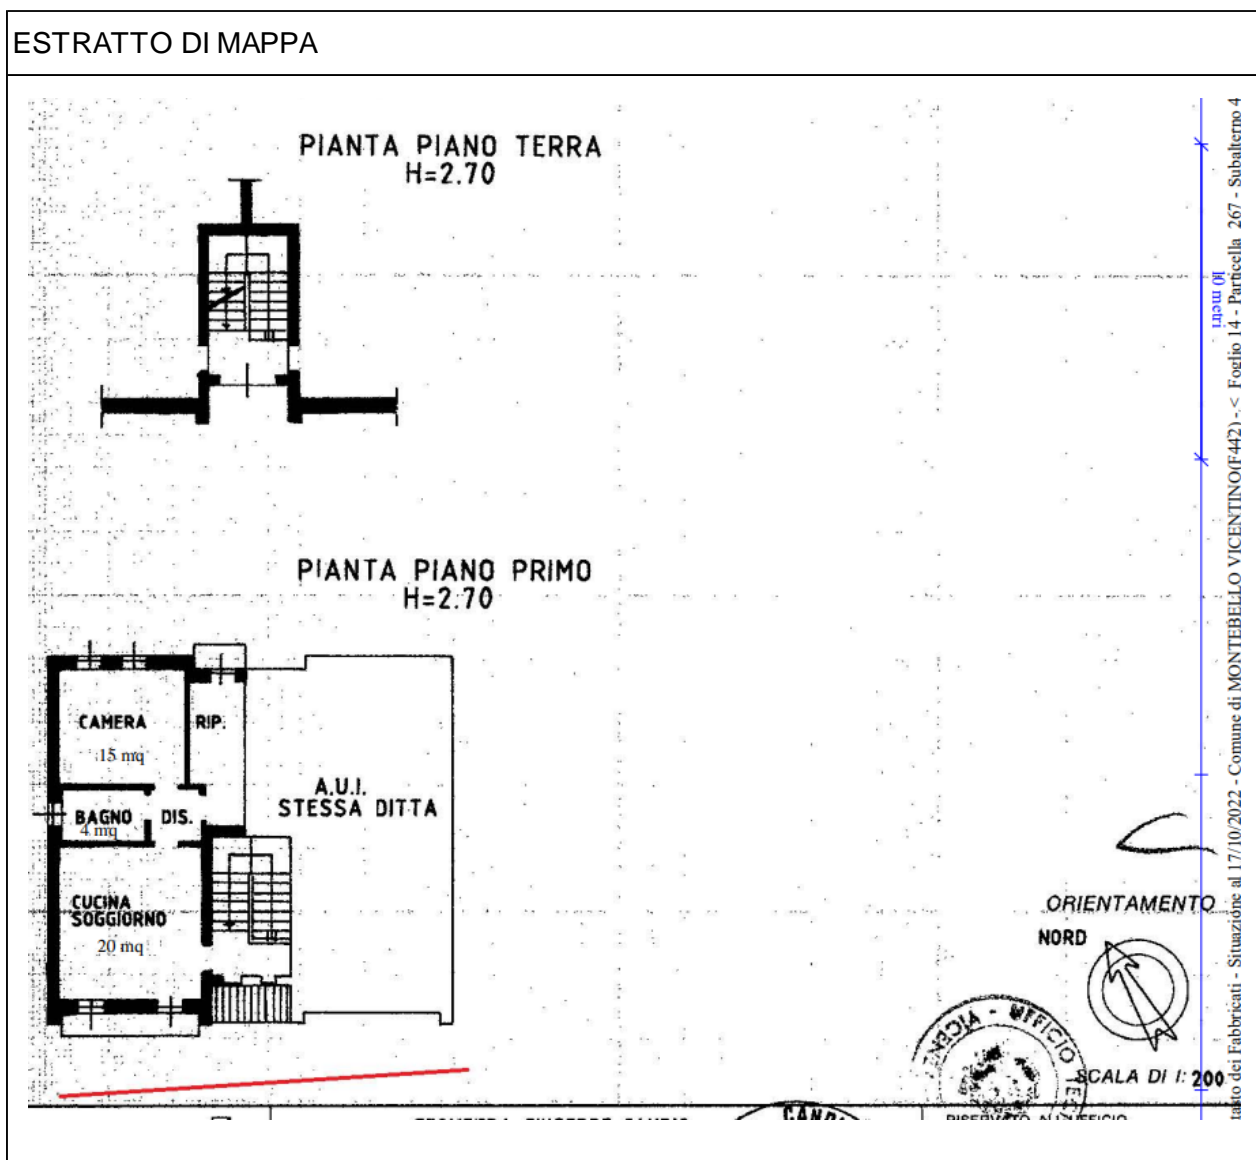 ESTRATTO DI MAPPA
PIANTA PIANO TERRA
H=2.70
PIANTA PIANO PRIMO
H=2.70
CAMERA
15 mq
RIP.
BAGNO
4 mq
DIS.
A.U.I.
STESSA DITTA
CUCINA
SOGGIORNO
20 mq
ORIENTAMENTO
NORD
SCALA DI 1: 200
UFFICIO
10 metri
tasto dei Fabbricati - Situazione al 17/10/2022 - Comune di MONTEBELLO VICENTINO(F442) - < Foglio 14 - Particella 267 - Subalterno 4